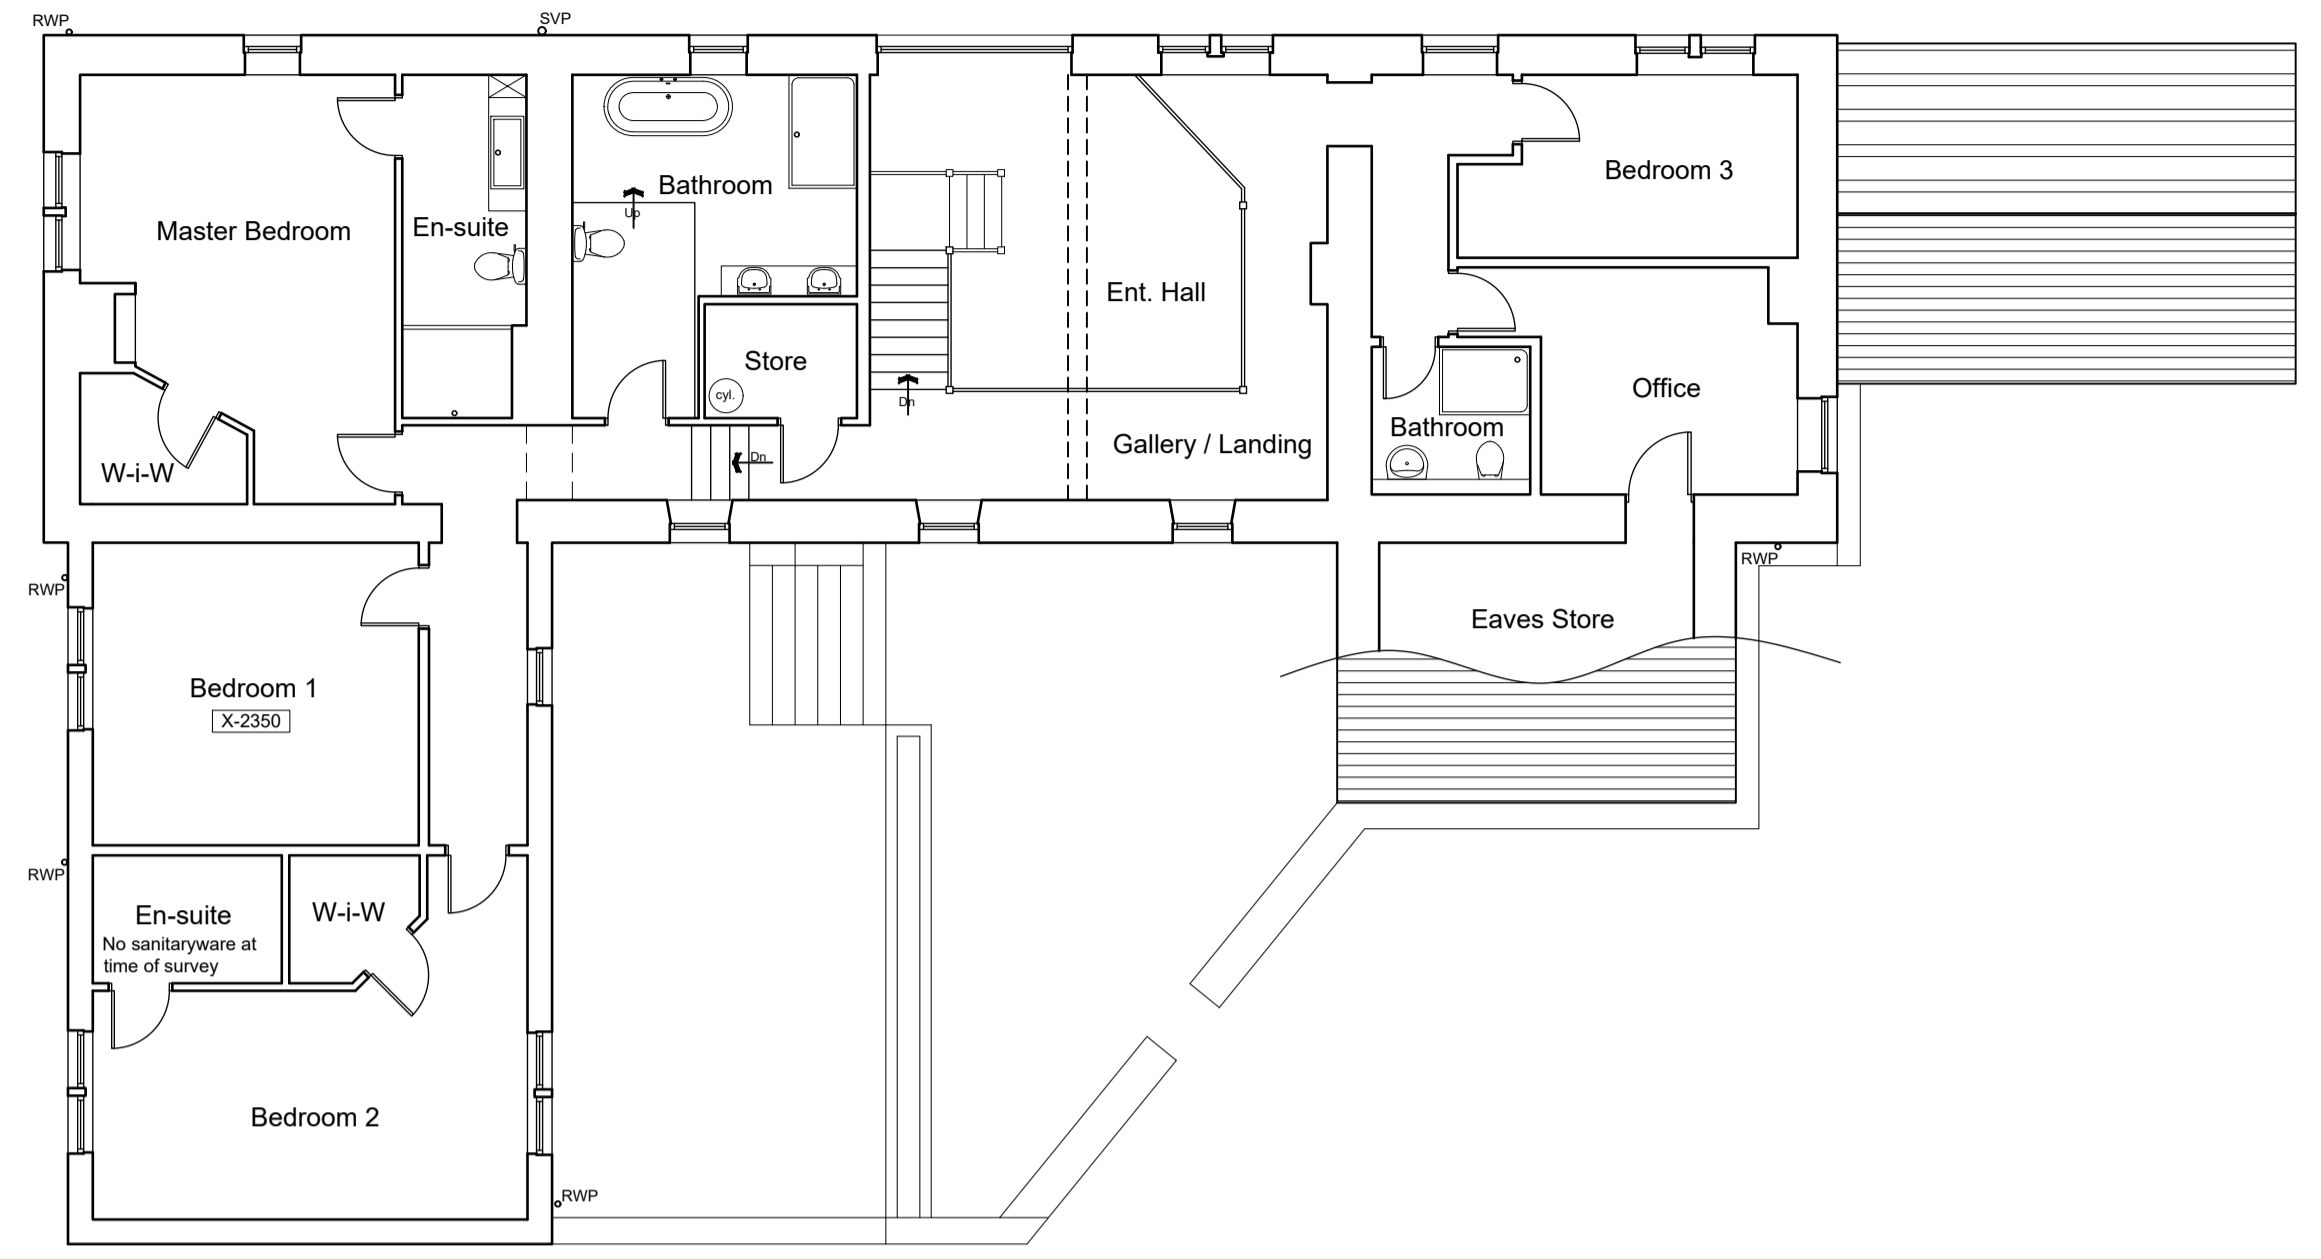 RWP
SVP
Bedroom 3
Bathroom
Up
Master Bedroom
En-suite
Ent. Hall
Store
Office
cyl.
Dn
Bathroom
Gallery / Landing
Dn
W-i-W
RWP
RWP
Eaves Store
Bedroom 1
X-2350
RWP
En-suite
No sanitaryware at
time of survey
W-i-W
Bedroom 2
RWP